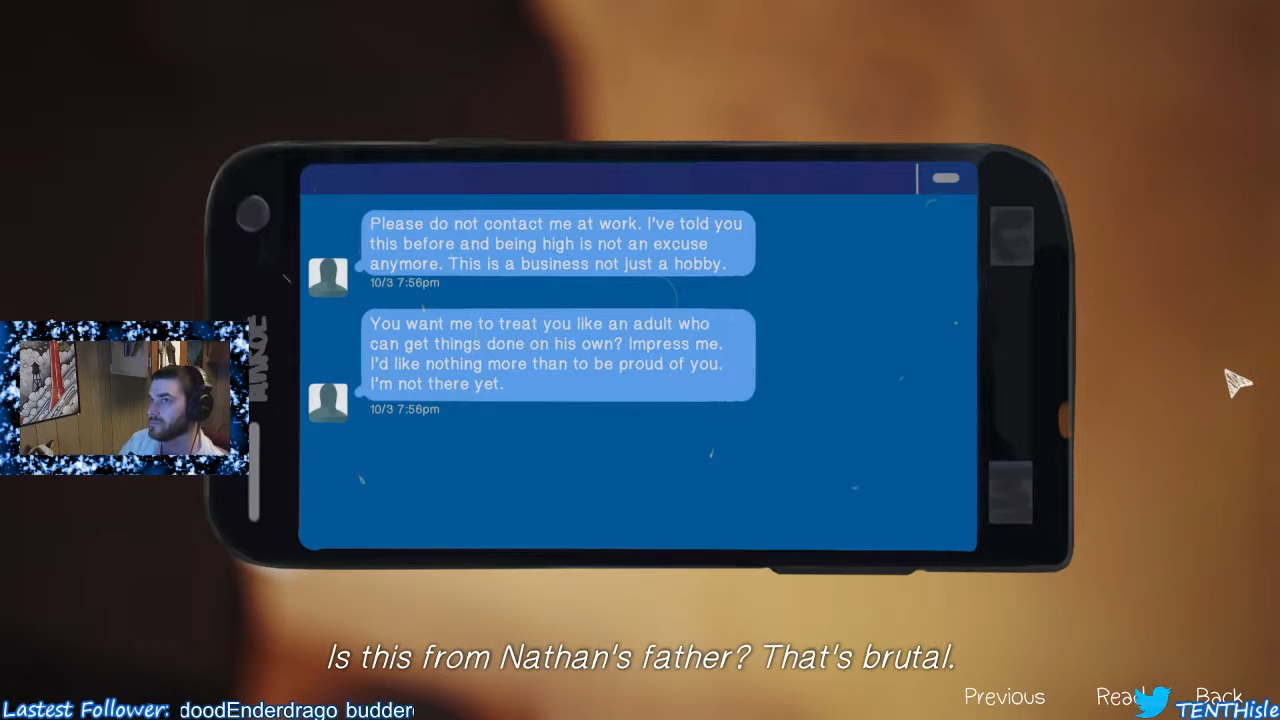 Please do not contact me at work. I've told you
this before and being high is not an excuse
anymore. This is a business not just a hobby.
10/3 7:56pm
You want me to treat you like an adult who
can get things done on his own? Impress me.
I'd like nothing more than to be proud of you.
I'm not there yet.
10/3 7:56pm
Is this from Nathan's father? That's brutal.
Previous
Read
Back
Lastest Follower: doodEnderdrago budder
TENTHisle